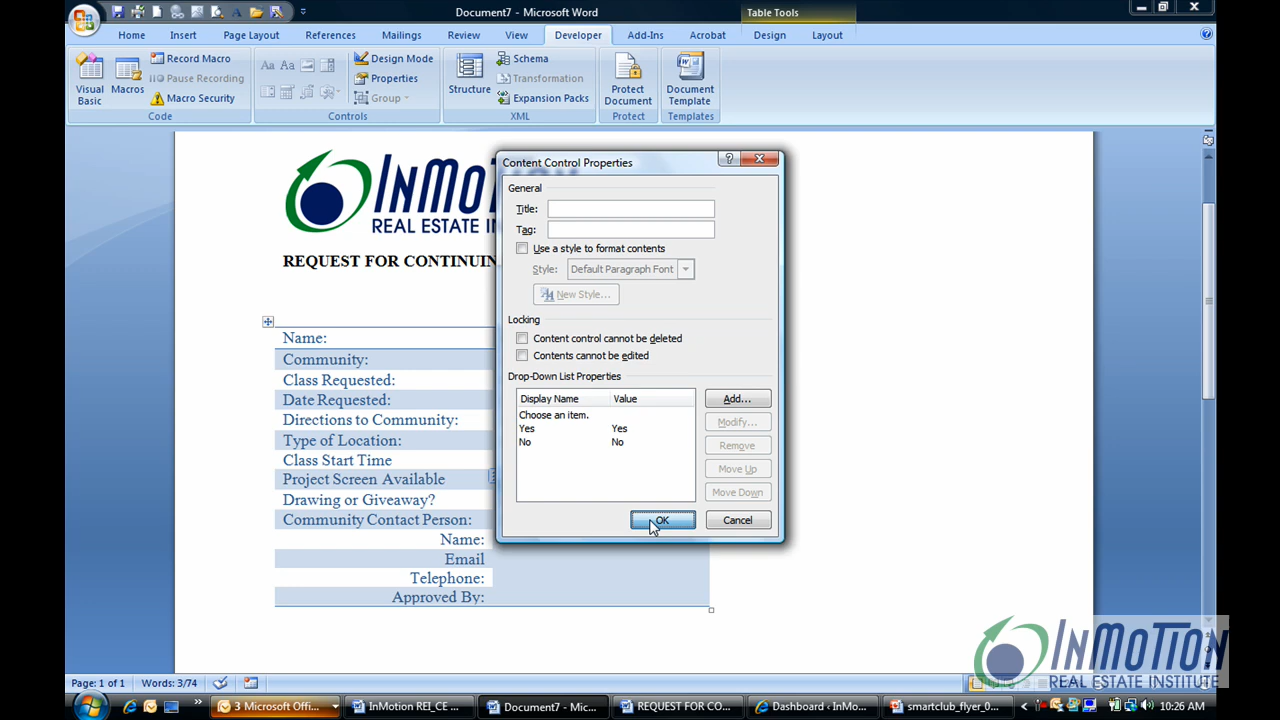 Document7 - Microsoft Word
Table Tools
Home Insert Page Layout References Mailings Review View Developer Add-Ins Acrobat Design Layout
Visual Basic
Macros
Record Macro
Pause Recording
Macro Security
Code
Design Mode
Properties
Group
Controls
Structure
Schema
Transformation
Expansion Packs
XML
Protect Document
Protect
Document Template
Templates
INMOT
REAL ESTATE INS
REQUEST FOR CONTINUIN
Name:
Community:
Class Requested:
Date Requested:
Directions to Community:
Type of Location:
Class Start Time
Project Screen Available
Drawing or Giveaway?
Community Contact Person:
Name:
Email
Telephone:
Approved By:
Content Control Properties
General
Title:
Tag:
Use a style to format contents
Style: Default Paragraph Font
New Style...
Locking
Content control cannot be deleted
Contents cannot be edited
Drop-Down List Properties
Display Name Value
Choose an item.
Yes Yes
No No
Add...
Modify...
Remove
Move Up
Move Down
OK Cancel
INMOTION
REAL ESTATE INSTITUTE
Page: 1 of 1 Words: 3/74
3 Microsoft Offi... InMotion REI_CE ... Document7 - Mic... REQUEST FOR CO... Dashboard ‹ InMo... smartclub_flyer_0... 10:26 AM